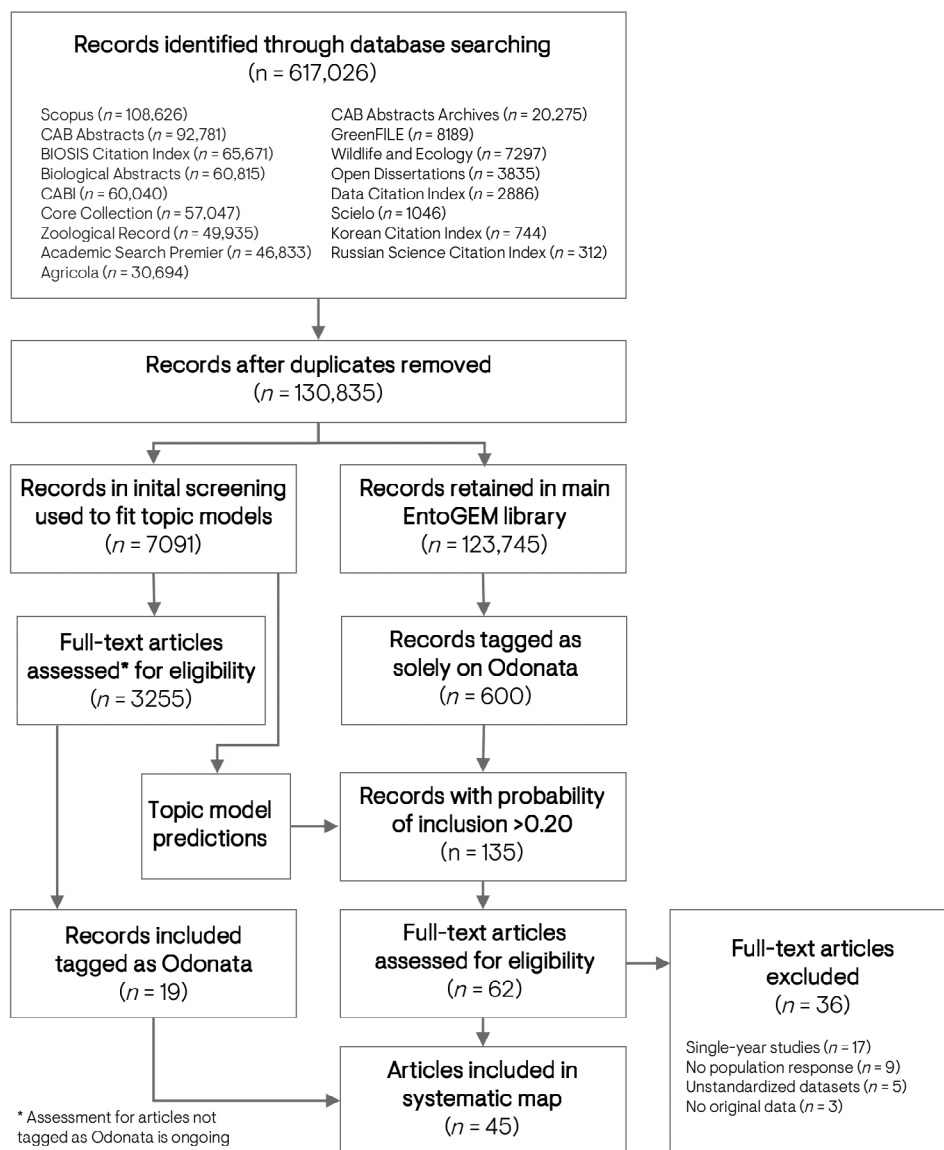 Records identified through database searching
(n = 617,026)
Scopus (n = 108,626)
CAB Abstracts (n = 92,781)
BIOSIS Citation Index (n = 65,671)
Biological Abstracts (n = 60,815)
CABI (n = 60,040)
Core Collection (n = 57,047)
Zoological Record (n = 49,935)
Academic Search Premier (n = 46,833)
Agricola (n = 30,694)
CAB Abstracts Archives (n = 20,275)
GreenFILE (n = 8189)
Wildlife and Ecology (n = 7297)
Open Dissertations (n = 3835)
Data Citation Index (n = 2886)
Scielo (n = 1046)
Korean Citation Index (n = 744)
Russian Science Citation Index (n = 312)
Records after duplicates removed
(n = 130,835)
Records in inital screening
used to fit topic models
(n = 7091)
Records retained in main
EntoGEM library
(n = 123,745)
Full-text articles
assessed* for eligibility
(n = 3255)
Records tagged as
solely on Odonata
(n = 600)
Topic model
predictions
Records with probability
of inclusion >0.20
(n = 135)
Records included
tagged as Odonata
(n = 19)
Full-text articles
assessed for eligibility
(n = 62)
Full-text articles
excluded
(n = 36)
Single-year studies (n = 17)
No population response (n = 9)
Unstandardized datasets (n = 5)
No original data (n = 3)
Articles included in
systematic map
(n = 45)
* Assessment for articles not
tagged as Odonata is ongoing